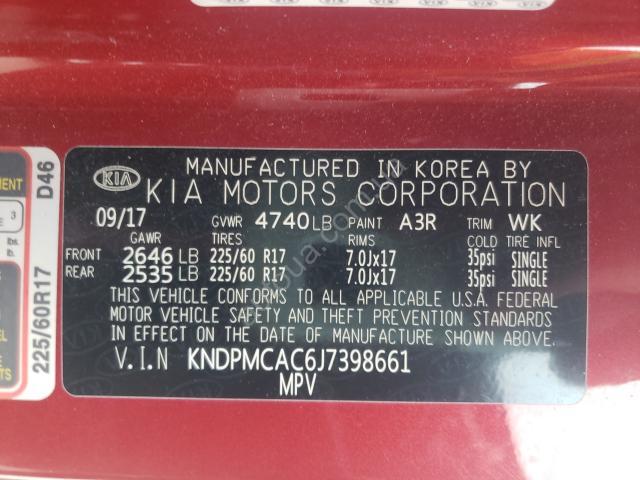 MANUFACTURED IN KOREA BY
KIA KIA MOTORS CORPORATION
09/17 GVWR 4740 LB PAINT A3R TRIM WK
GAWR TIRES RIMS COLD TIRE INFL
FRONT 2646 LB 225/60 R17 7.0Jx17 35psi SINGLE
REAR 2535 LB 225/60 R17 7.0Jx17 35psi SINGLE
THIS VEHICLE CONFORMS TO ALL APPLICABLE U.S.A. FEDERAL
MOTOR VEHICLE SAFETY AND THEFT PREVENTION STANDARDS
IN EFFECT ON THE DATE OF MANUFACTURE SHOWN ABOVE.
V.I.N KNDPMCAC6J7398661
MPV
225/60R17 D46
3